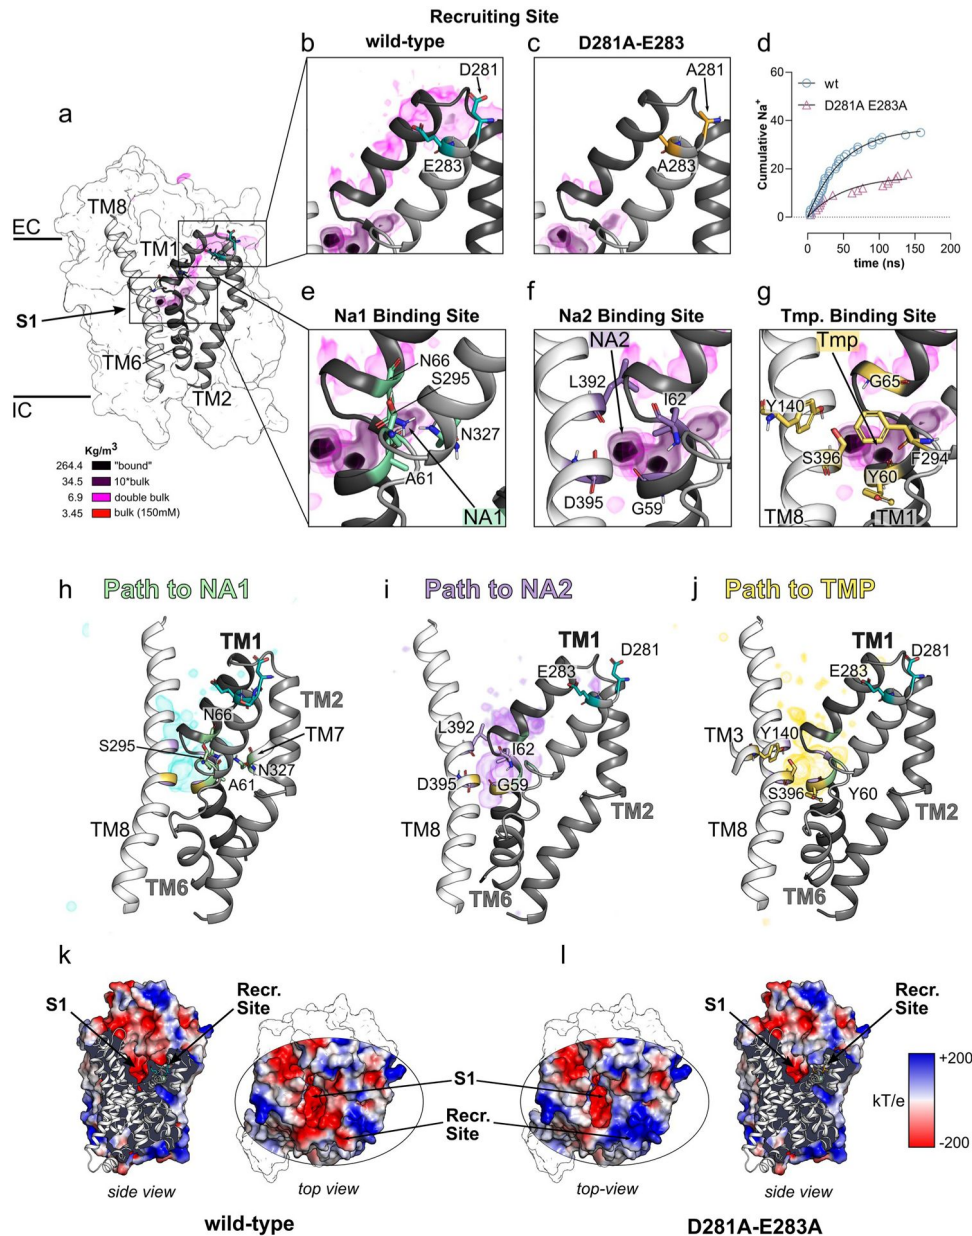 Recruiting Site
b
wild-type
D281
E283
c
D281A-E283
A281
A283
d
60
40
20
0
Cumulative Na+
wt
D281A E283A
0
50
100
150
200
time (ns)
a
TM8
EC
TM1
S1
TM6
TM2
IC
Kg/m³
264.4 "bound"
34.5 10*bulk
6.9 double bulk
3.45 bulk (150mM)
e
Na1 Binding Site
N66
S295
N327
A61
NA1
f
Na2 Binding Site
NA2
L392
I62
D395
G59
g
Tmp. Binding Site
Tmp
G65
Y140
S396
F294
Y60
TM8
TM1
h
Path to NA1
TM1
TM2
N66
TM7
S295
N327
A61
TM8
TM6
i
Path to NA2
TM1
D281
E283
L392
I62
D395
G59
TM2
TM8
TM6
j
Path to TMP
TM1
D281
E283
TM3
Y140
S396
Y60
TM2
TM8
TM6
k
S1
Recr.
Site
side view
top view
wild-type
S1
Recr.
Site
l
top-view
S1
Recr.
Site
side view
D281A-E283A
+200
kT/e
-200